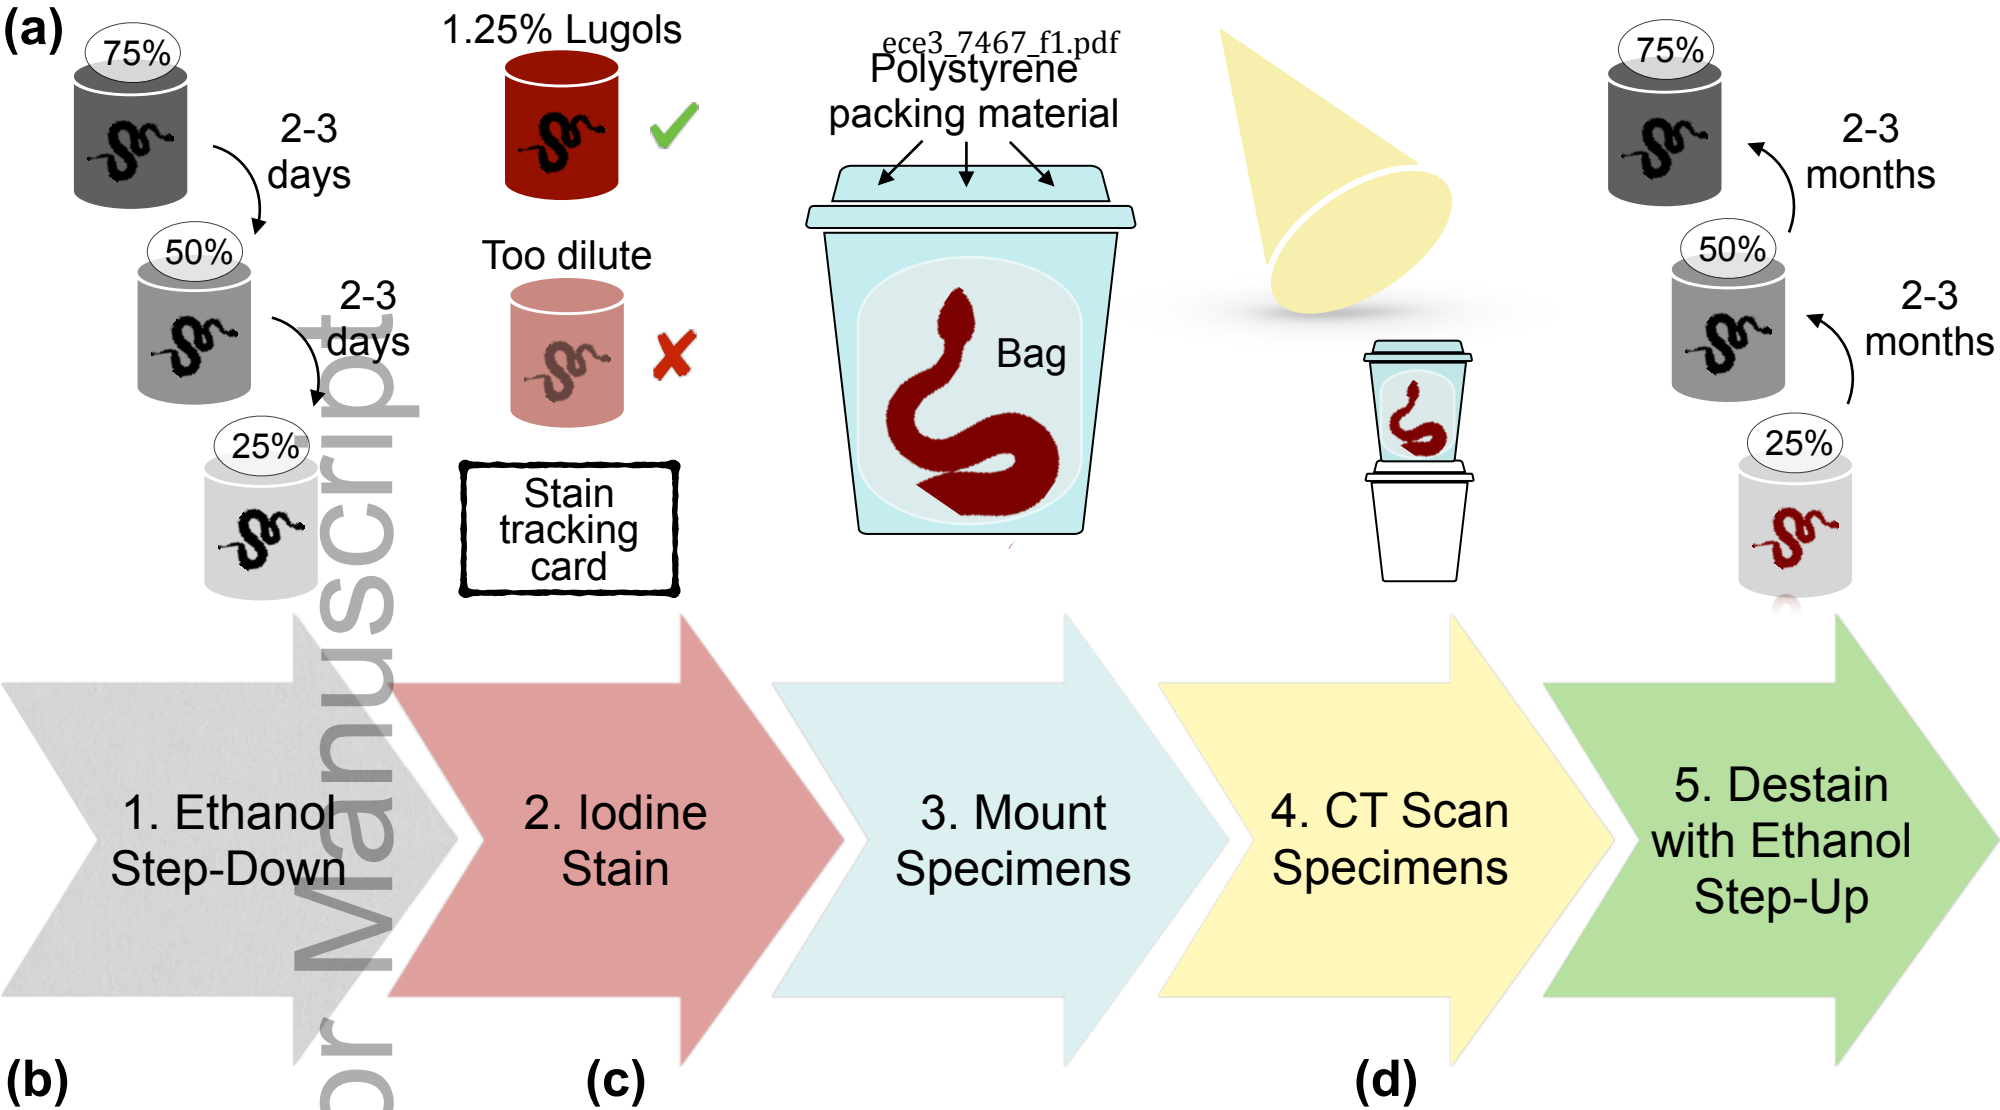 (a)
75%
2-3
days
50%
2-3
days
25%
1.25% Lugols
Too dilute
Stain
tracking
card
ece3_7467_f1.pdf
Polystyrene
packing material
Bag
75%
2-3
months
50%
2-3
months
25%
1. Ethanol
Step-Down
2. Iodine
Stain
3. Mount
Specimens
4. CT Scan
Specimens
5. Destain
with Ethanol
Step-Up
or Manuscript
(b)
(c)
(d)